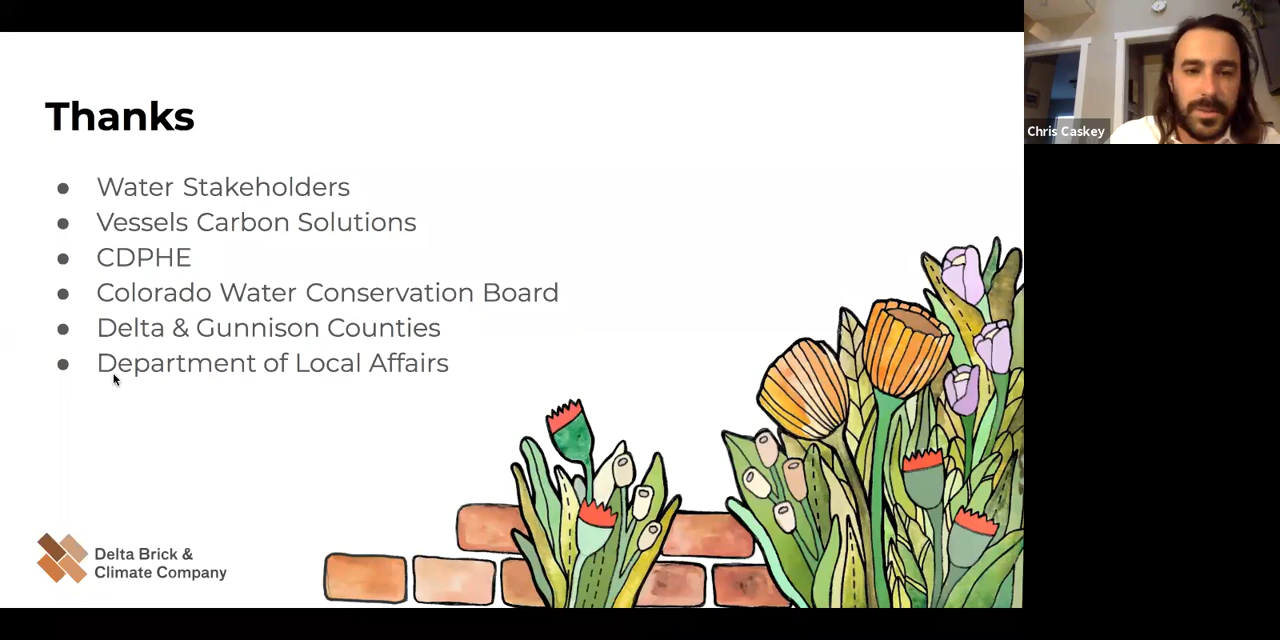 Thanks
● Water Stakeholders
● Vessels Carbon Solutions
● CDPHE
● Colorado Water Conservation Board
● Delta & Gunnison Counties
● Department of Local Affairs
Delta Brick &
Climate Company
Chris Caskey